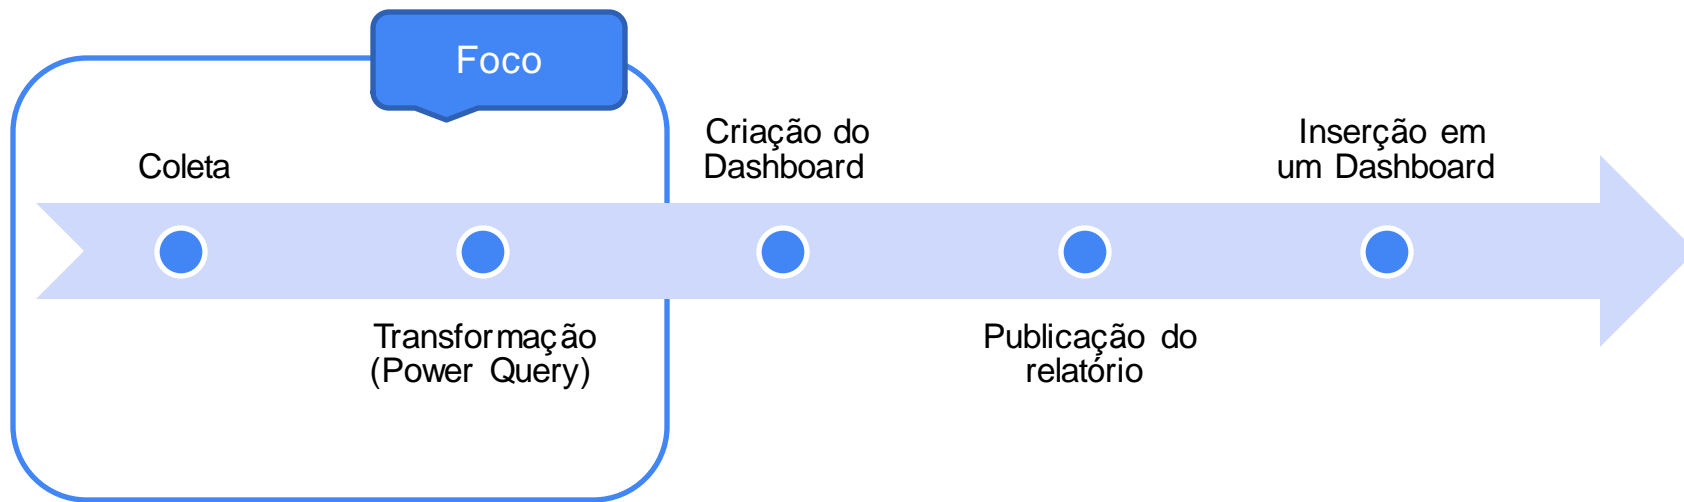 Foco
Coleta
Transformação
(Power Query)
Criação do
Dashboard
Publicação do
relatório
Inserção em
um Dashboard